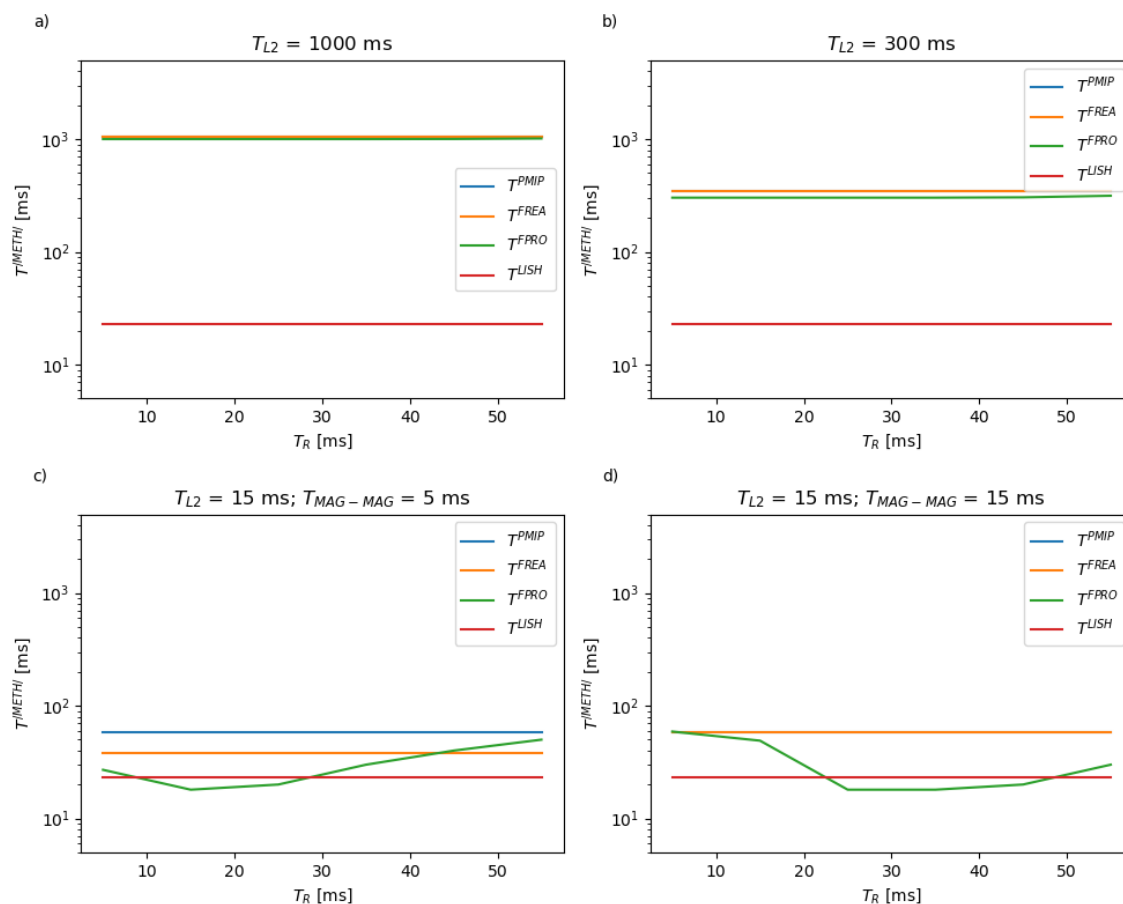 a)
T_L2 = 1000 ms
10^3
10^2
10^1
T^/METH/ [ms]
T^PMIP
T^FREA
T^FPRO
T^LISH
10 20 30 40 50
T_R [ms]
b)
T_L2 = 300 ms
10^3
10^2
10^1
T^/METH/ [ms]
T^PMIP
T^FREA
T^FPRO
T^LISH
10 20 30 40 50
T_R [ms]
c)
T_L2 = 15 ms; T_MAG−MAG = 5 ms
10^3
10^2
10^1
T^/METH/ [ms]
T^PMIP
T^FREA
T^FPRO
T^LISH
10 20 30 40 50
T_R [ms]
d)
T_L2 = 15 ms; T_MAG−MAG = 15 ms
10^3
10^2
10^1
T^/METH/ [ms]
T^PMIP
T^FREA
T^FPRO
T^LISH
10 20 30 40 50
T_R [ms]